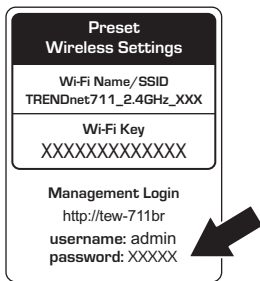 Preset
Wireless Settings
Wi-Fi Name/SSID
TRENDnet711_2.4GHz_XXX
Wi-Fi Key
XXXXXXXXXXXXX
Management Login
http://tew-711br
username: admin
password: XXXXX